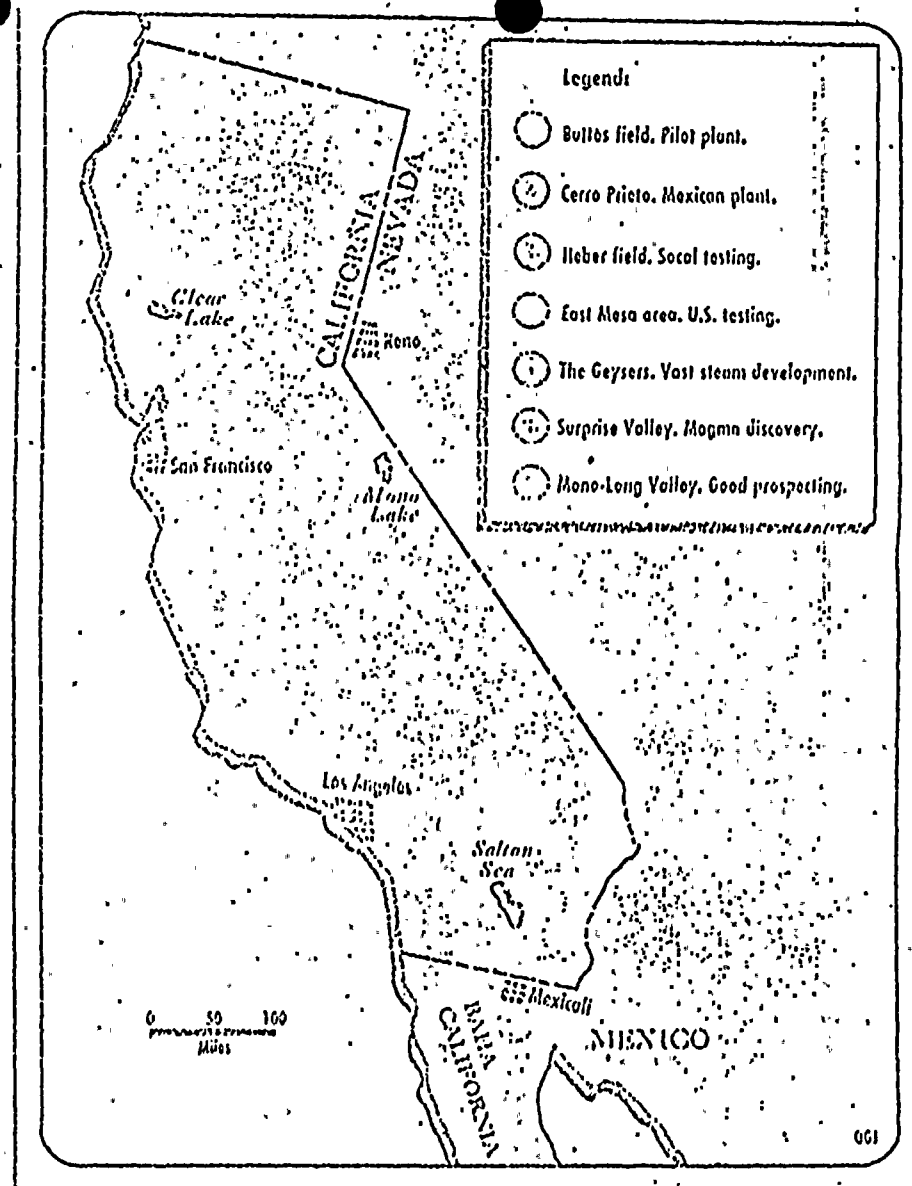 Legend:
Buttes field. Pilot plant.
Cerro Prieto. Mexican plant.
Heber field. Socal testing.
East Mesa area. U.S. testing.
The Geysers. Vast steam development.
Surprise Valley. Magma discovery.
Mono-Long Valley. Good prospecting.
CALIFORNIA
NEVADA
Clear
Lake
Reno
San Francisco
Mono
Lake
Los Angeles
Salton
Sea
Mexicali
0 50 100
Miles
BAHA
CALIFORNIA
MEXICO
OGJ